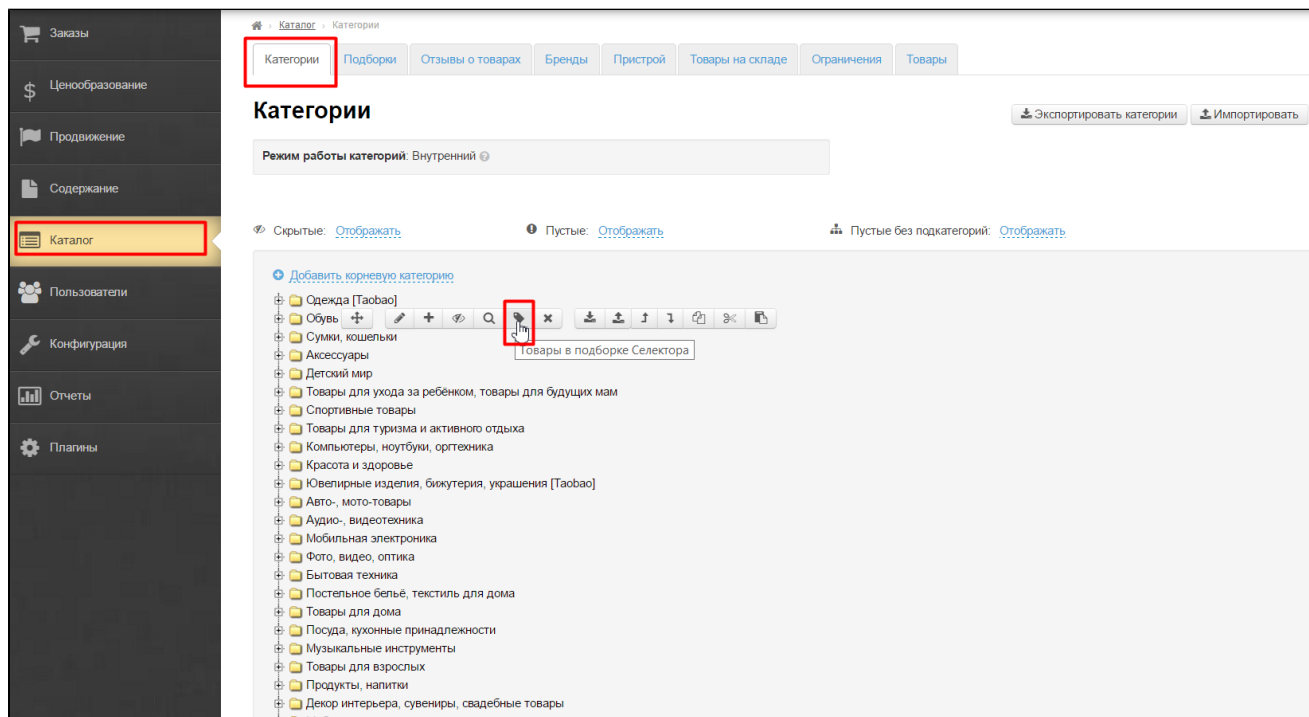 Каталог › Категории
Заказы
Ценообразование
Продвижение
Содержание
Каталог
Пользователи
Конфигурация
Отчеты
Плагины
Категории Подборки Отзывы о товарах Бренды Пристрой Товары на складе Ограничения Товары
Категории
Экспортировать категории Импортировать
Режим работы категорий: Внутренний
Скрытые: Отображать Пустые: Отображать Пустые без подкатегорий: Отображать
Добавить корневую категорию
Одежда [Taobao]
Обувь
Сумки, кошельки
Товары в подборке Селектора
Аксессуары
Детский мир
Товары для ухода за ребёнком, товары для будущих мам
Спортивные товары
Товары для туризма и активного отдыха
Компьютеры, ноутбуки, оргтехника
Красота и здоровье
Ювелирные изделия, бижутерия, украшения [Taobao]
Авто-, мото-товары
Аудио-, видеотехника
Мобильная электроника
Фото, видео, оптика
Бытовая техника
Постельное бельё, текстиль для дома
Товары для дома
Посуда, кухонные принадлежности
Музыкальные инструменты
Товары для взрослых
Продукты, напитки
Декор интерьера, сувениры, свадебные товары